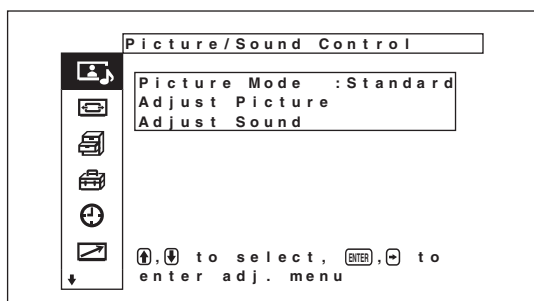 Picture/Sound Control
Picture Mode :Standard
Adjust Picture
Adjust Sound
↑,↓ to select, ENTER,→ to
enter adj. menu